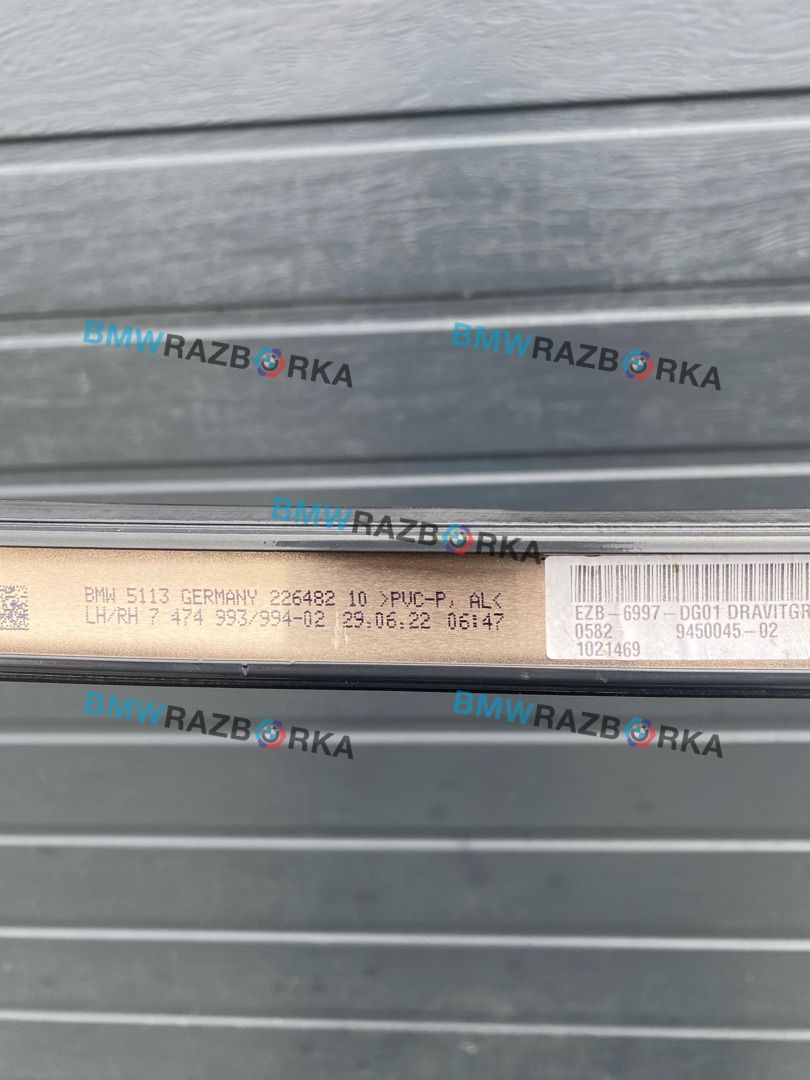 BMWRAZBORKA
BMWRAZBORKA
BMWRAZBORKA
BMW 5113 GERMANY 226482 10 >PVC-P, AL<
LH/RH 7 474 993/994-02 29.06.22 06:47
EZB-6997-DG01 DRAVITGR
0582 9450045-02
1021469
BMWRAZBORKA
BMWRAZBORKA